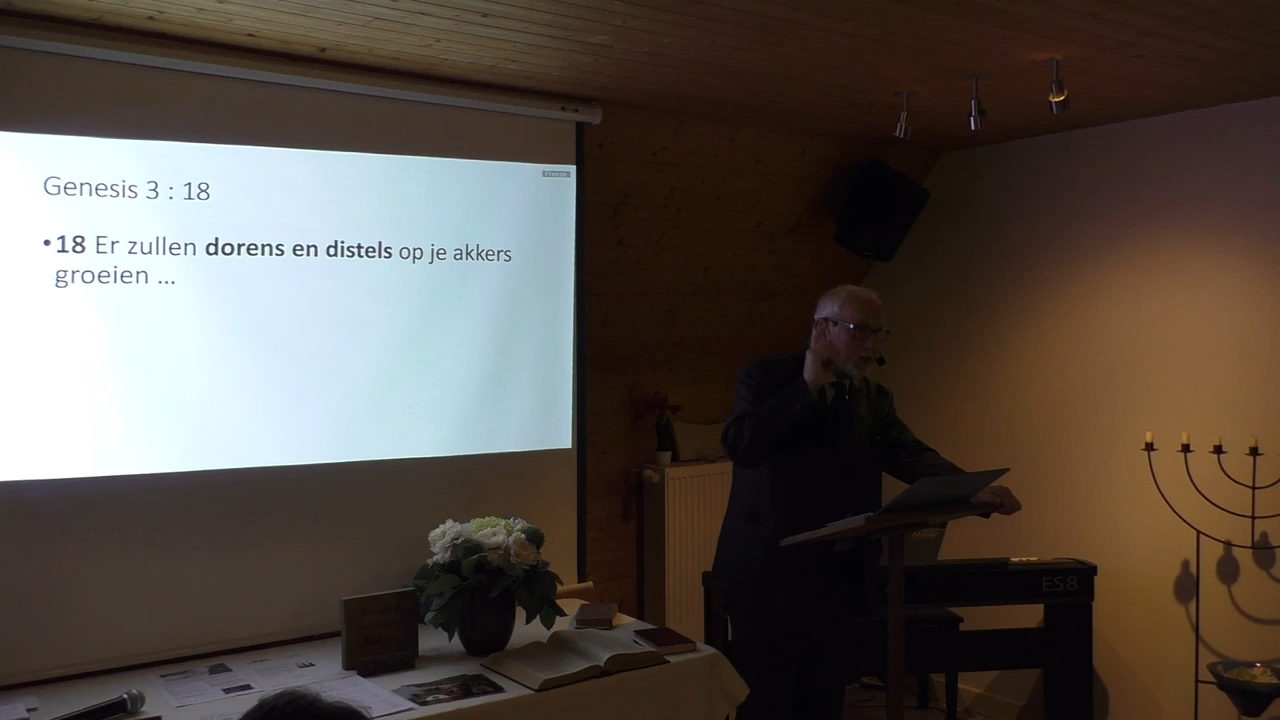 Genesis 3 : 18
•18 Er zullen dorens en distels op je akkers
groeien ...
ES8